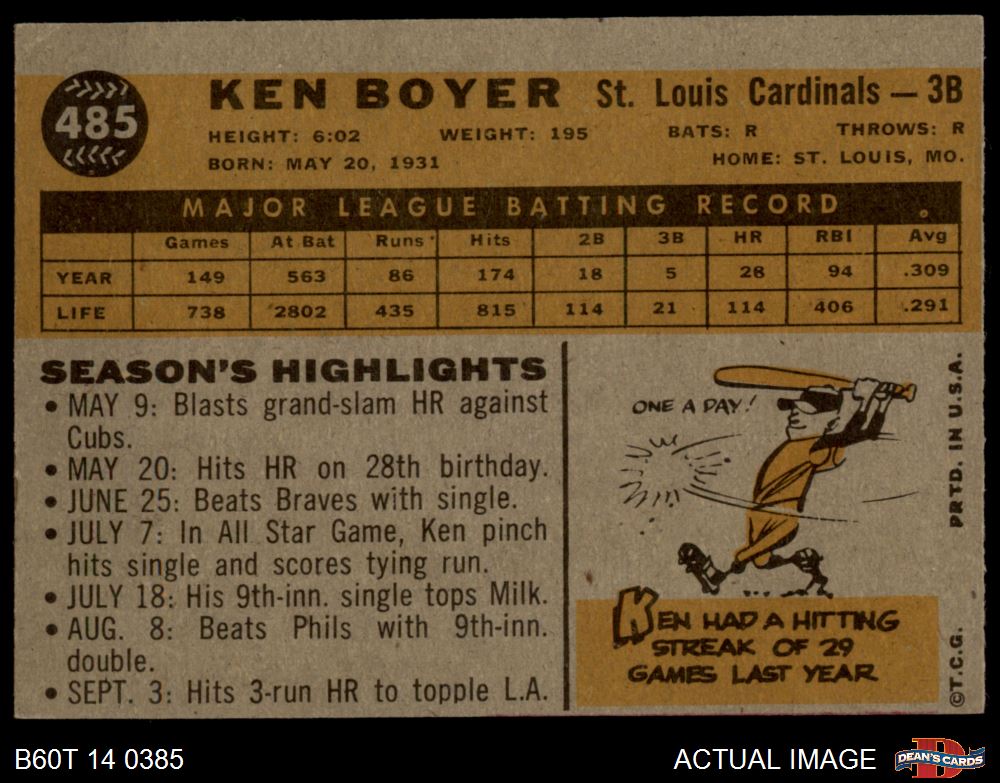 485
KEN BOYER St. Louis Cardinals — 3B
HEIGHT: 6:02 WEIGHT: 195 BATS: R THROWS: R
BORN: MAY 20, 1931 HOME: ST. LOUIS, MO.
MAJOR LEAGUE BATTING RECORD
Games At Bat Runs Hits 2B 3B HR RBI Avg
YEAR 149 563 86 174 18 5 28 94 .309
LIFE 738 2802 435 815 114 21 114 406 .291
SEASON'S HIGHLIGHTS
• MAY 9: Blasts grand-slam HR against
Cubs.
• MAY 20: Hits HR on 28th birthday.
• JUNE 25: Beats Braves with single.
• JULY 7: In All Star Game, Ken pinch
hits single and scores tying run.
• JULY 18: His 9th-inn. single tops Milk.
• AUG. 8: Beats Phils with 9th-inn.
double.
• SEPT. 3: Hits 3-run HR to topple L.A.
ONE A DAY!
KEN HAD A HITTING
STREAK OF 29
GAMES LAST YEAR
©T.C.G. PRTD. IN U.S.A.
B60T 14 0385
ACTUAL IMAGE
D
DEAN'S CARDS